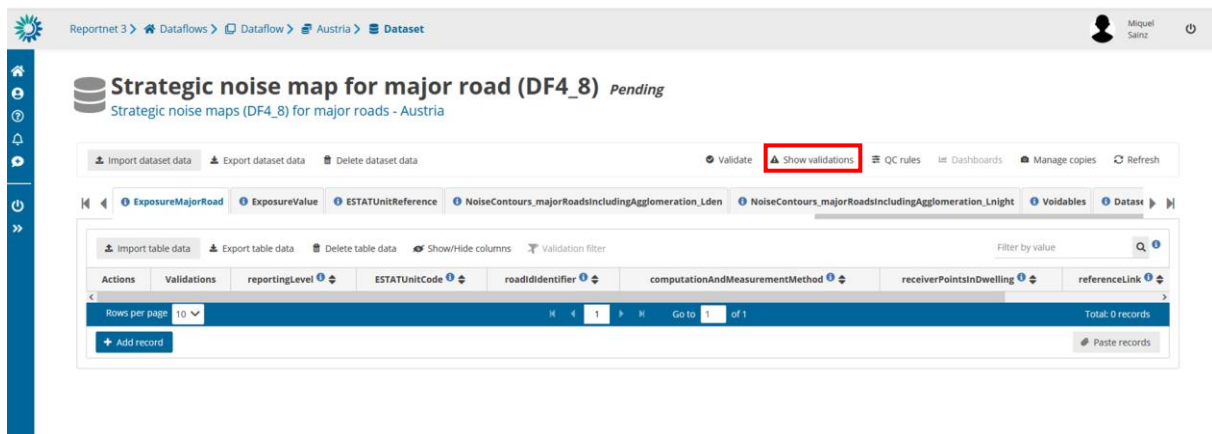 Reportnet 3 > Dataflows > Dataflow > Austria > Dataset
Miquel
Sainz
Strategic noise map for major road (DF4_8) Pending
Strategic noise maps (DF4_8) for major roads - Austria
Import dataset data Export dataset data Delete dataset data Validate Show validations QC rules Dashboards Manage copies Refresh
ExposureMajorRoad ExposureValue ESTATUnitReference NoiseContours_majorRoadsIncludingAgglomeration_Lden NoiseContours_majorRoadsIncludingAgglomeration_Lnight Voidables Datase
Import table data Export table data Delete table data Show/Hide columns Validation filter Filter by value
Actions Validations reportingLevel ESTATUnitCode roadIdIdentifier computationAndMeasurementMethod receiverPointsInDwelling referenceLink
Rows per page 10 1 Go to 1 of 1 Total: 0 records
+ Add record Paste records